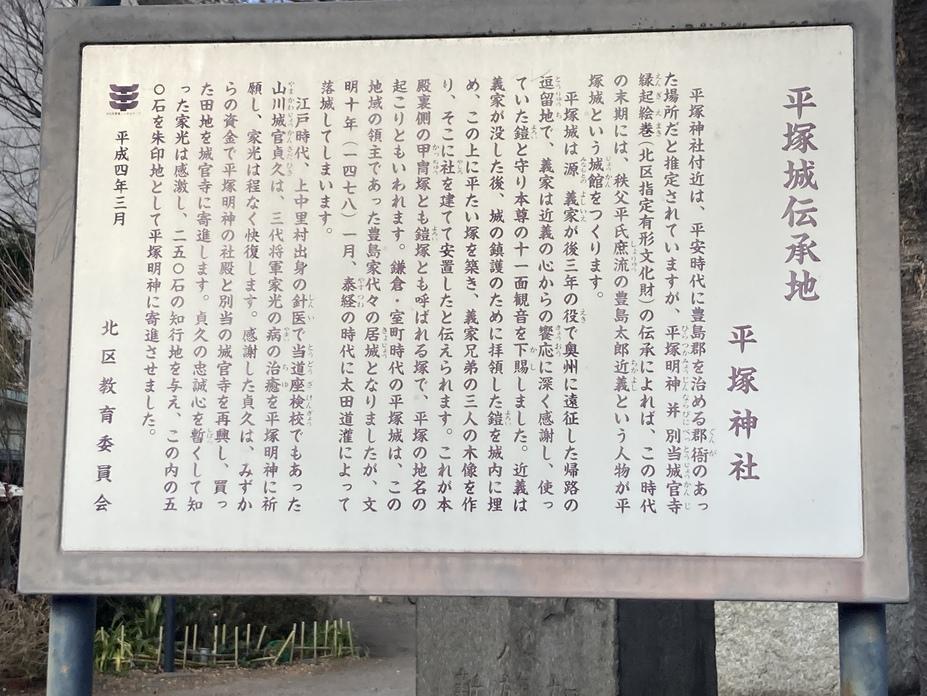 平塚城伝承地
平塚神社
平塚神社付近は、平安時代に豊島郡を治める郡衙のあっ
た場所だと推定されていますが、平塚明神并別当城官寺
縁起絵巻（北区指定有形文化財）の伝承によれば、この時代
の末期には、秩父平氏庶流の豊島太郎近義という人物が平
塚城という城館をつくります。
平塚城は源義家が後三年の役で奥州に遠征した帰路の
逗留地で、義家は近義の心からの饗応に深く感謝し、使っ
ていた鎧と守り本尊の十一面観音を下賜しました。近義は
義家が没した後、城の鎮護のために拝領した鎧を城内に埋
め、この上に平たい塚を築き、義家兄弟の三人の木像を作
り、そこに社を建てて安置したと伝えられます。これが本
殿裏側の甲冑塚とも鎧塚とも呼ばれる塚で、平塚の地名の
起こりともいわれます。鎌倉・室町時代の平塚城は、この
地域の領主であった豊島家代々の居城となりましたが、文
明十年（一四七八）一月、泰経の時代に太田道灌によって
落城してしまいます。
江戸時代、上中里村出身の針医で当道座検校でもあった
山川城官貞久は、三代将軍家光の病の治癒を平塚明神に祈
願し、家光は程なく快復します。感謝した貞久は、みずか
らの資金で平塚明神の社殿と別当の城官寺を再興し、買っ
た田地を城官寺に寄進します。貞久の忠誠心を暫くして知
った家光は感激し、二五〇石の知行地を与え、この内の五
〇石を朱印地として平塚明神に寄進させました。
平成四年三月
北区教育委員会